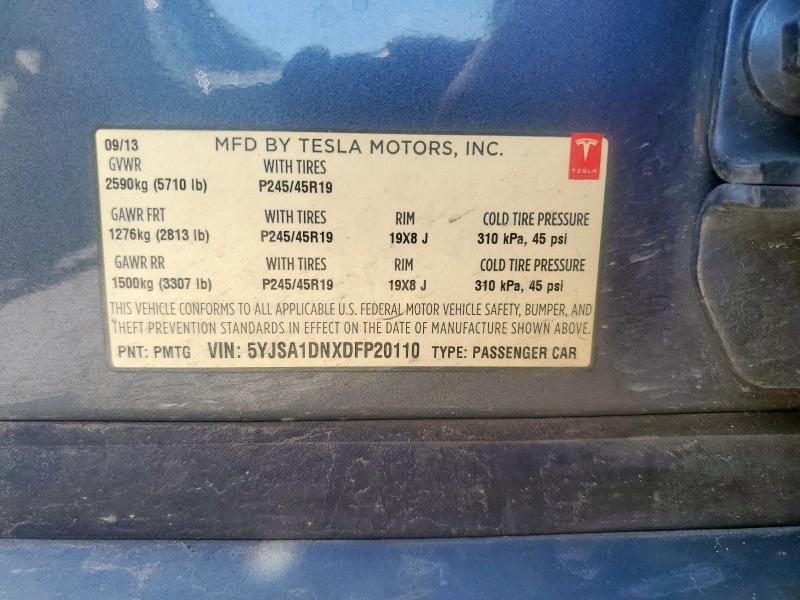 09/13 MFD BY TESLA MOTORS, INC.
TESLA
GVWR WITH TIRES
2590kg (5710 lb) P245/45R19
GAWR FRT WITH TIRES RIM COLD TIRE PRESSURE
1276kg (2813 lb) P245/45R19 19X8 J 310 kPa, 45 psi
GAWR RR WITH TIRES RIM COLD TIRE PRESSURE
1500kg (3307 lb) P245/45R19 19X8 J 310 kPa, 45 psi
THIS VEHICLE CONFORMS TO ALL APPLICABLE U.S. FEDERAL MOTOR VEHICLE SAFETY, BUMPER, AND
THEFT PREVENTION STANDARDS IN EFFECT ON THE DATE OF MANUFACTURE SHOWN ABOVE.
PNT: PMTG VIN: 5YJSA1DNXDFP20110 TYPE: PASSENGER CAR